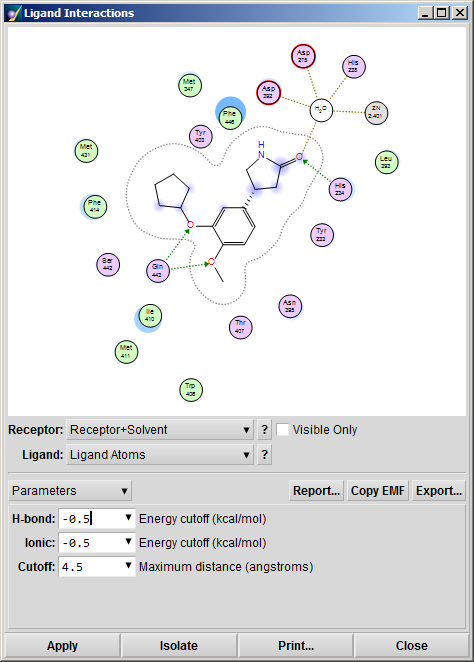 Ligand Interactions
Asp
275
His
238
Asp
392
Met
347
Phe
446
H₂O
ZN
2.401
Tyr
403
Met
431
H
N
O
Leu
393
Phe
414
His
234
O
Tyr
233
Ser
442
Gln
443
O
Asn
395
Ile
410
Thr
407
Met
411
Trp
406
Receptor: Receptor+Solvent ? Visible Only
Ligand: Ligand Atoms ?
Parameters Report... Copy EMF Export...
H-bond: -0.5 Energy cutoff (kcal/mol)
Ionic: -0.5 Energy cutoff (kcal/mol)
Cutoff: 4.5 Maximum distance (angstroms)
Apply Isolate Print... Close